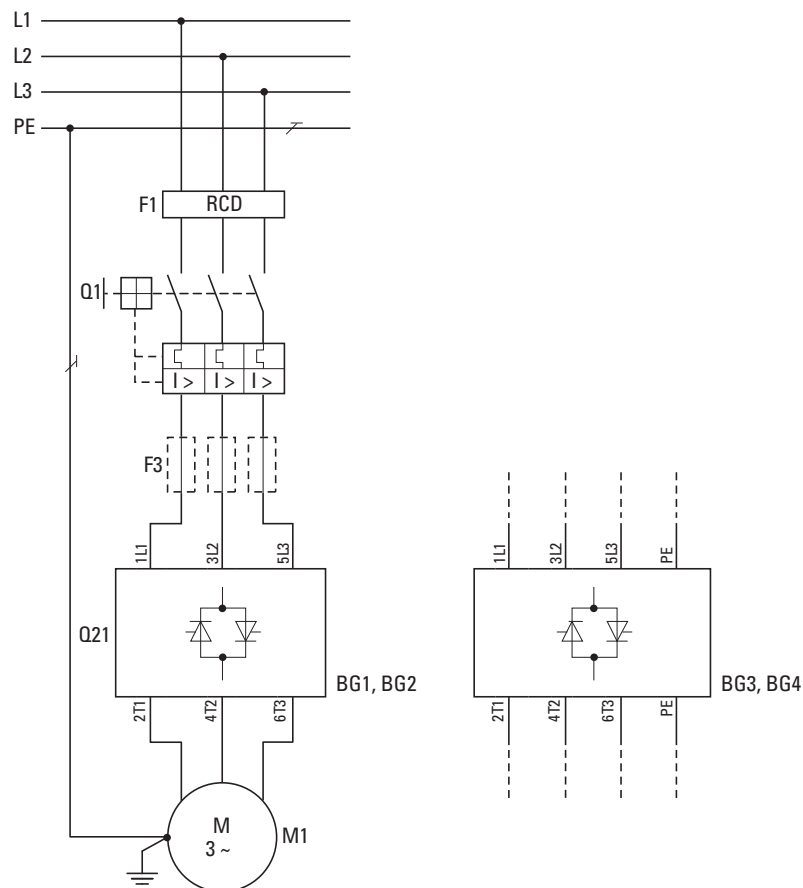 L1
L2
L3
PE
F1 RCD
Q1
I > I > I >
F3
1L1 3L2 5L3
Q21
BG1, BG2
2T1 4T2 6T3
M
3 ~
M1
1L1 3L2 5L3 PE
BG3, BG4
2T1 4T2 6T3 PE